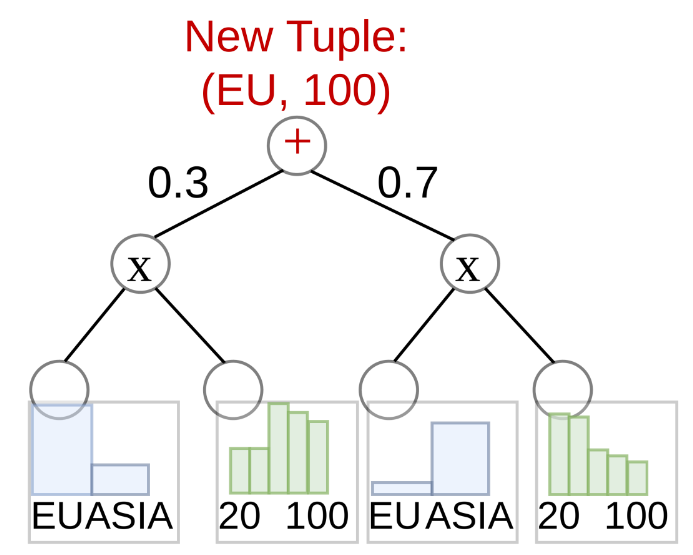 New Tuple:
(EU, 100)
+
0.3 0.7
x x
EU ASIA 20 100 EU ASIA 20 100